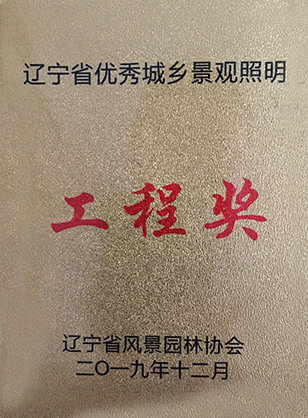 辽宁省优秀城乡景观照明
工程奖
辽宁省风景园林协会
二〇一九年十二月